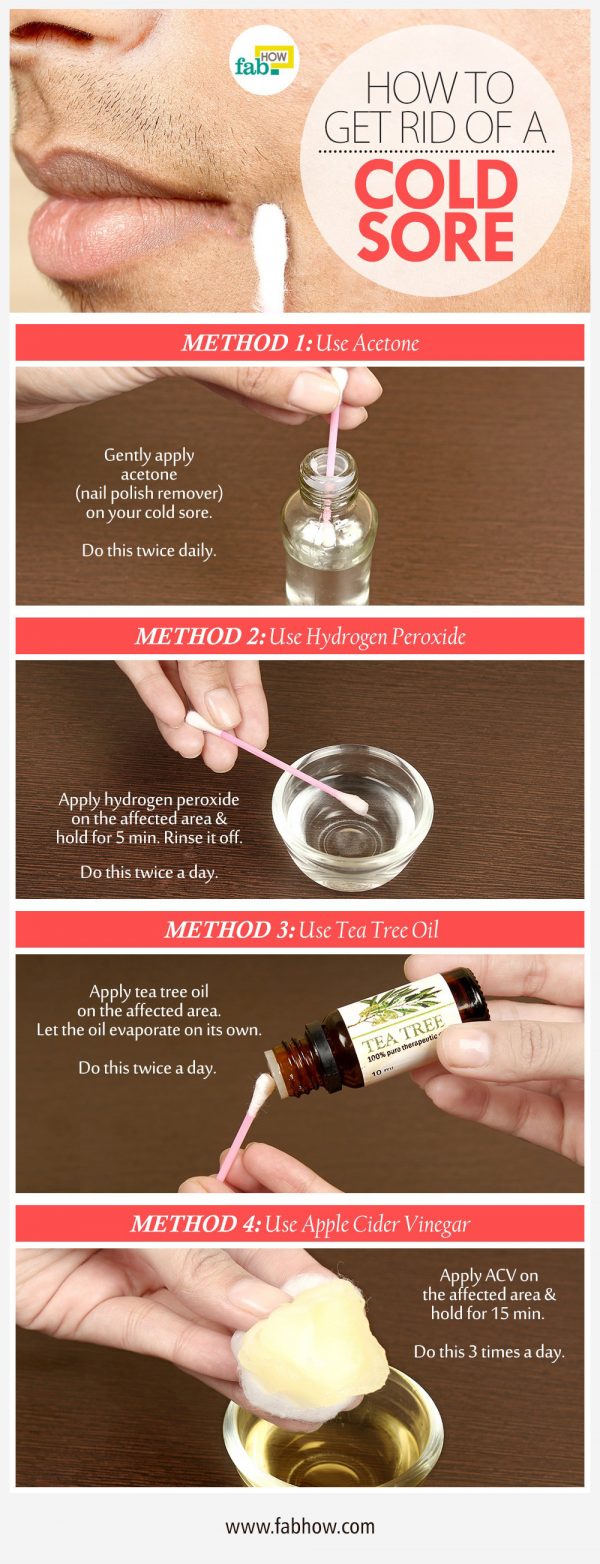 fab.
HOW
HOW TO
GET RID OF A
COLD
SORE
METHOD 1: Use Acetone
Gently apply
acetone
(nail polish remover)
on your cold sore.
Do this twice daily.
METHOD 2: Use Hydrogen Peroxide
Apply hydrogen peroxide
on the affected area &
hold for 5 min. Rinse it off.
Do this twice a day.
METHOD 3: Use Tea Tree Oil
Apply tea tree oil
on the affected area.
Let the oil evaporate on its own.
Do this twice a day.
TEA TREE
100% pure therapeutic
10 ml
METHOD 4: Use Apple Cider Vinegar
Apply ACV on
the affected area &
hold for 15 min.
Do this 3 times a day.
www.fabhow.com